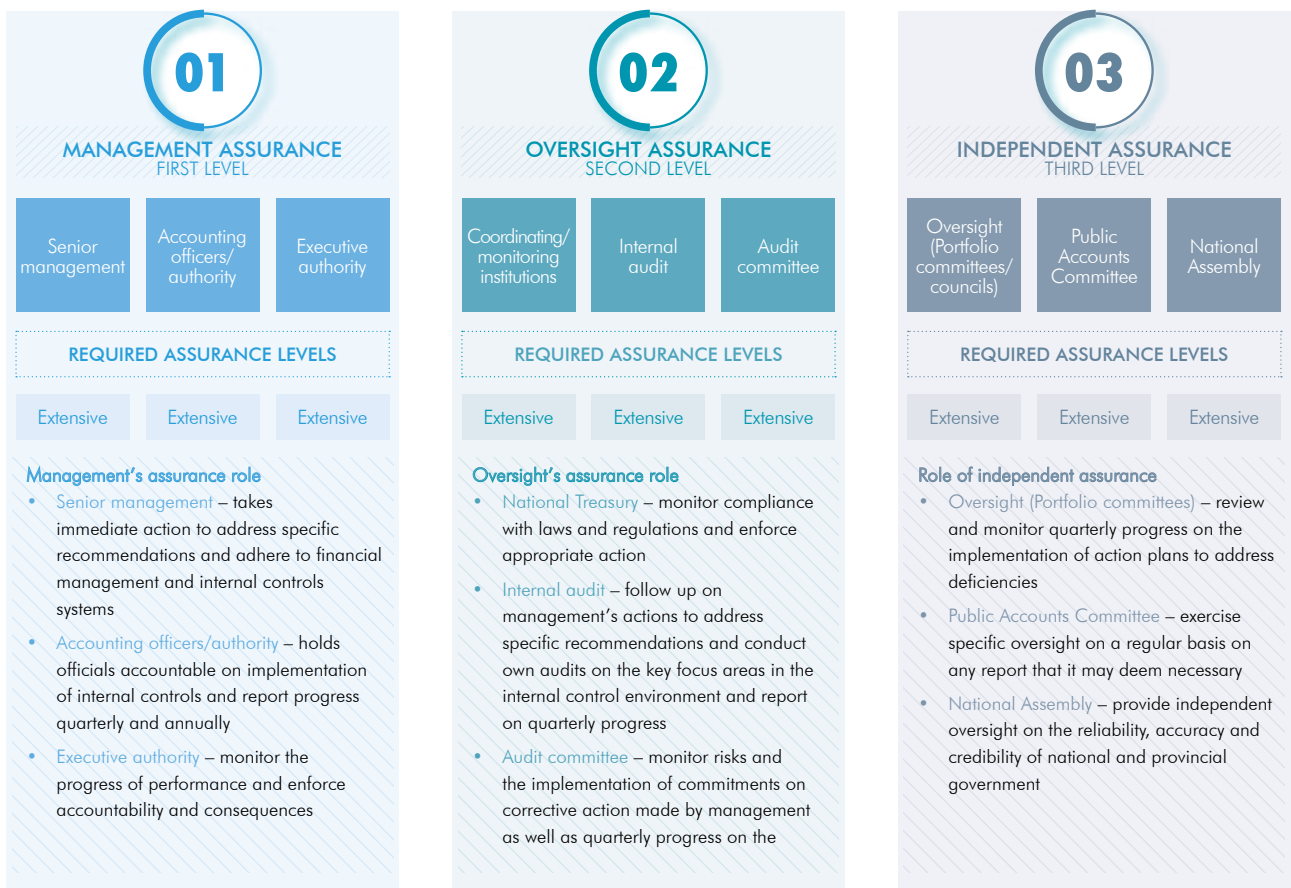 01
MANAGEMENT ASSURANCE
FIRST LEVEL
Senior
management
Accounting
officers/
authority
Executive
authority
REQUIRED ASSURANCE LEVELS
Extensive
Extensive
Extensive
Management's assurance role
• Senior management – takes
immediate action to address specific
recommendations and adhere to financial
management and internal controls
systems
• Accounting officers/authority – holds
officials accountable on implementation
of internal controls and report progress
quarterly and annually
• Executive authority – monitor the
progress of performance and enforce
accountability and consequences
02
OVERSIGHT ASSURANCE
SECOND LEVEL
Coordinating/
monitoring
institutions
Internal
audit
Audit
committee
REQUIRED ASSURANCE LEVELS
Extensive
Extensive
Extensive
Oversight's assurance role
• National Treasury – monitor compliance
with laws and regulations and enforce
appropriate action
• Internal audit – follow up on
management's actions to address
specific recommendations and conduct
own audits on the key focus areas in the
internal control environment and report
on quarterly progress
• Audit committee – monitor risks and
the implementation of commitments on
corrective action made by management
as well as quarterly progress on the
03
INDEPENDENT ASSURANCE
THIRD LEVEL
Oversight
(Portfolio
committees/
councils)
Public
Accounts
Committee
National
Assembly
REQUIRED ASSURANCE LEVELS
Extensive
Extensive
Extensive
Role of independent assurance
• Oversight (Portfolio committees) – review
and monitor quarterly progress on the
implementation of action plans to address
deficiencies
• Public Accounts Committee – exercise
specific oversight on a regular basis on
any report that it may deem necessary
• National Assembly – provide independent
oversight on the reliability, accuracy and
credibility of national and provincial
government